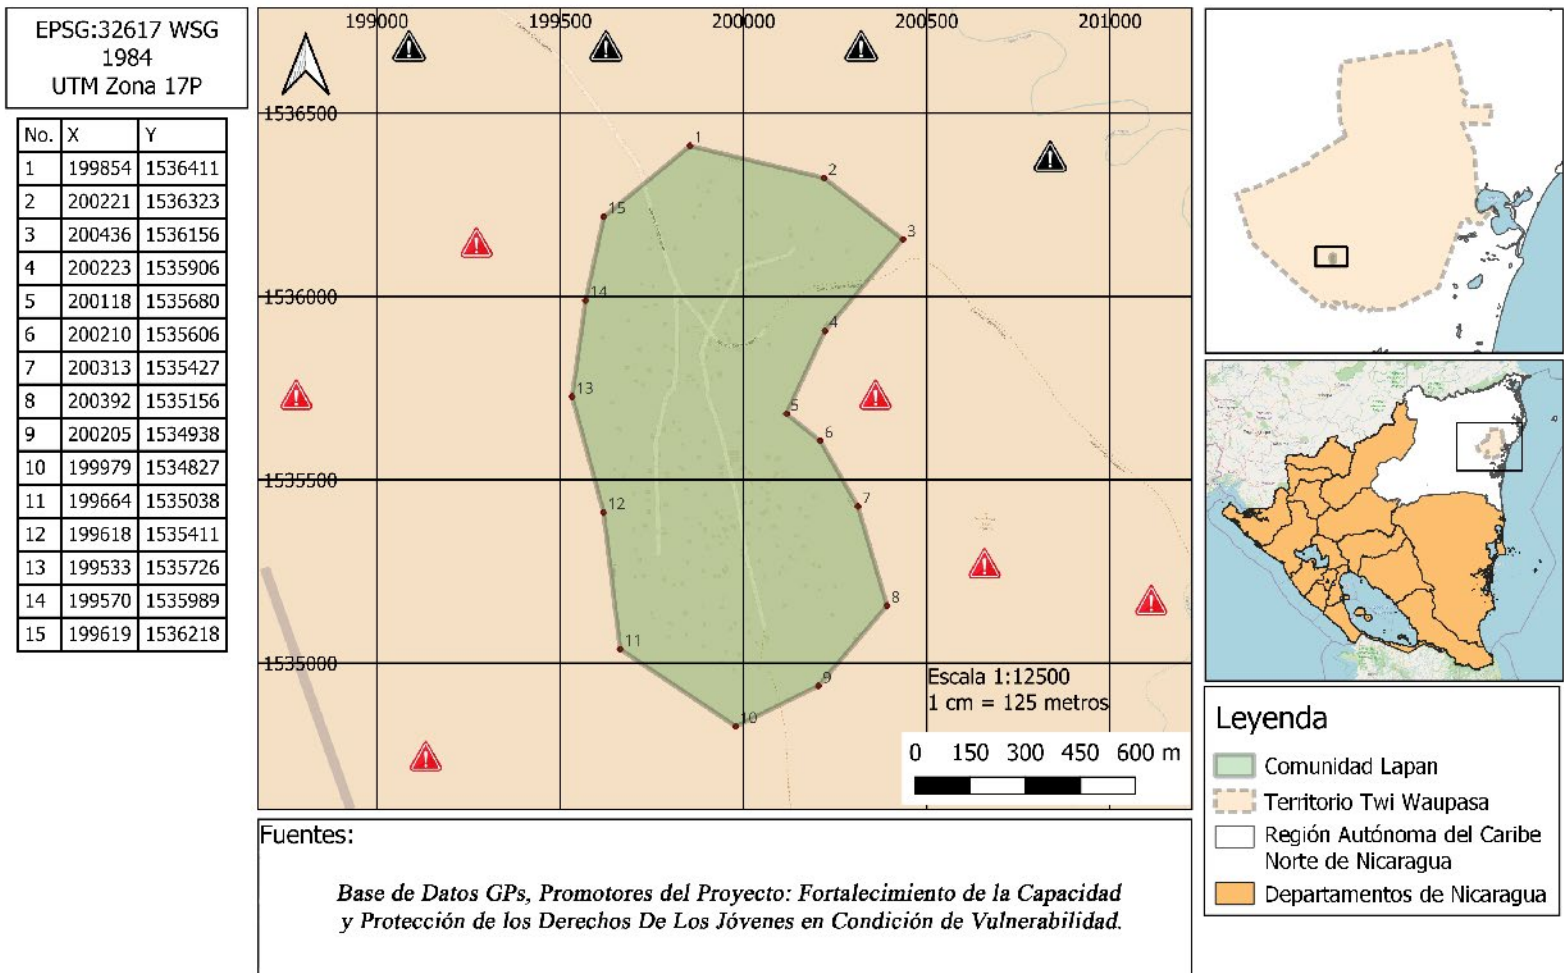 EPSG:32617 WSG
1984
UTM Zona 17P
No. X Y
1 199854 1536411
2 200221 1536323
3 200436 1536156
4 200223 1535906
5 200118 1535680
6 200210 1535606
7 200313 1535427
8 200392 1535156
9 200205 1534938
10 199979 1534827
11 199664 1535038
12 199618 1535411
13 199533 1535726
14 199570 1535989
15 199619 1536218
199000 199500 200000 200500 201000
1536500
1536000
1535500
1535000
1
2
3
4
5
6
7
8
9
10
11
12
13
14
15
Escala 1:12500
1 cm = 125 metros
0 150 300 450 600 m
Fuentes:
Base de Datos GPs, Promotores del Proyecto: Fortalecimiento de la Capacidad
y Protección de los Derechos De Los Jóvenes en Condición de Vulnerabilidad.
Leyenda
Comunidad Lapan
Territorio Twi Waupasa
Región Autónoma del Caribe
Norte de Nicaragua
Departamentos de Nicaragua